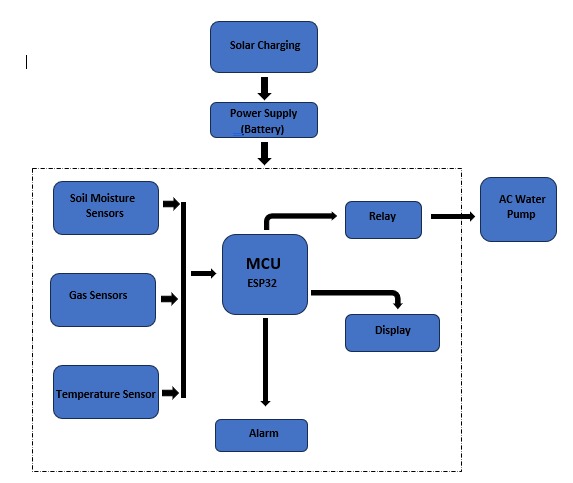 Solar Charging
Power Supply
(Battery)
Soil Moisture
Sensors
Relay
AC Water
Pump
MCU
ESP32
Gas Sensors
Display
Temperature Sensor
Alarm